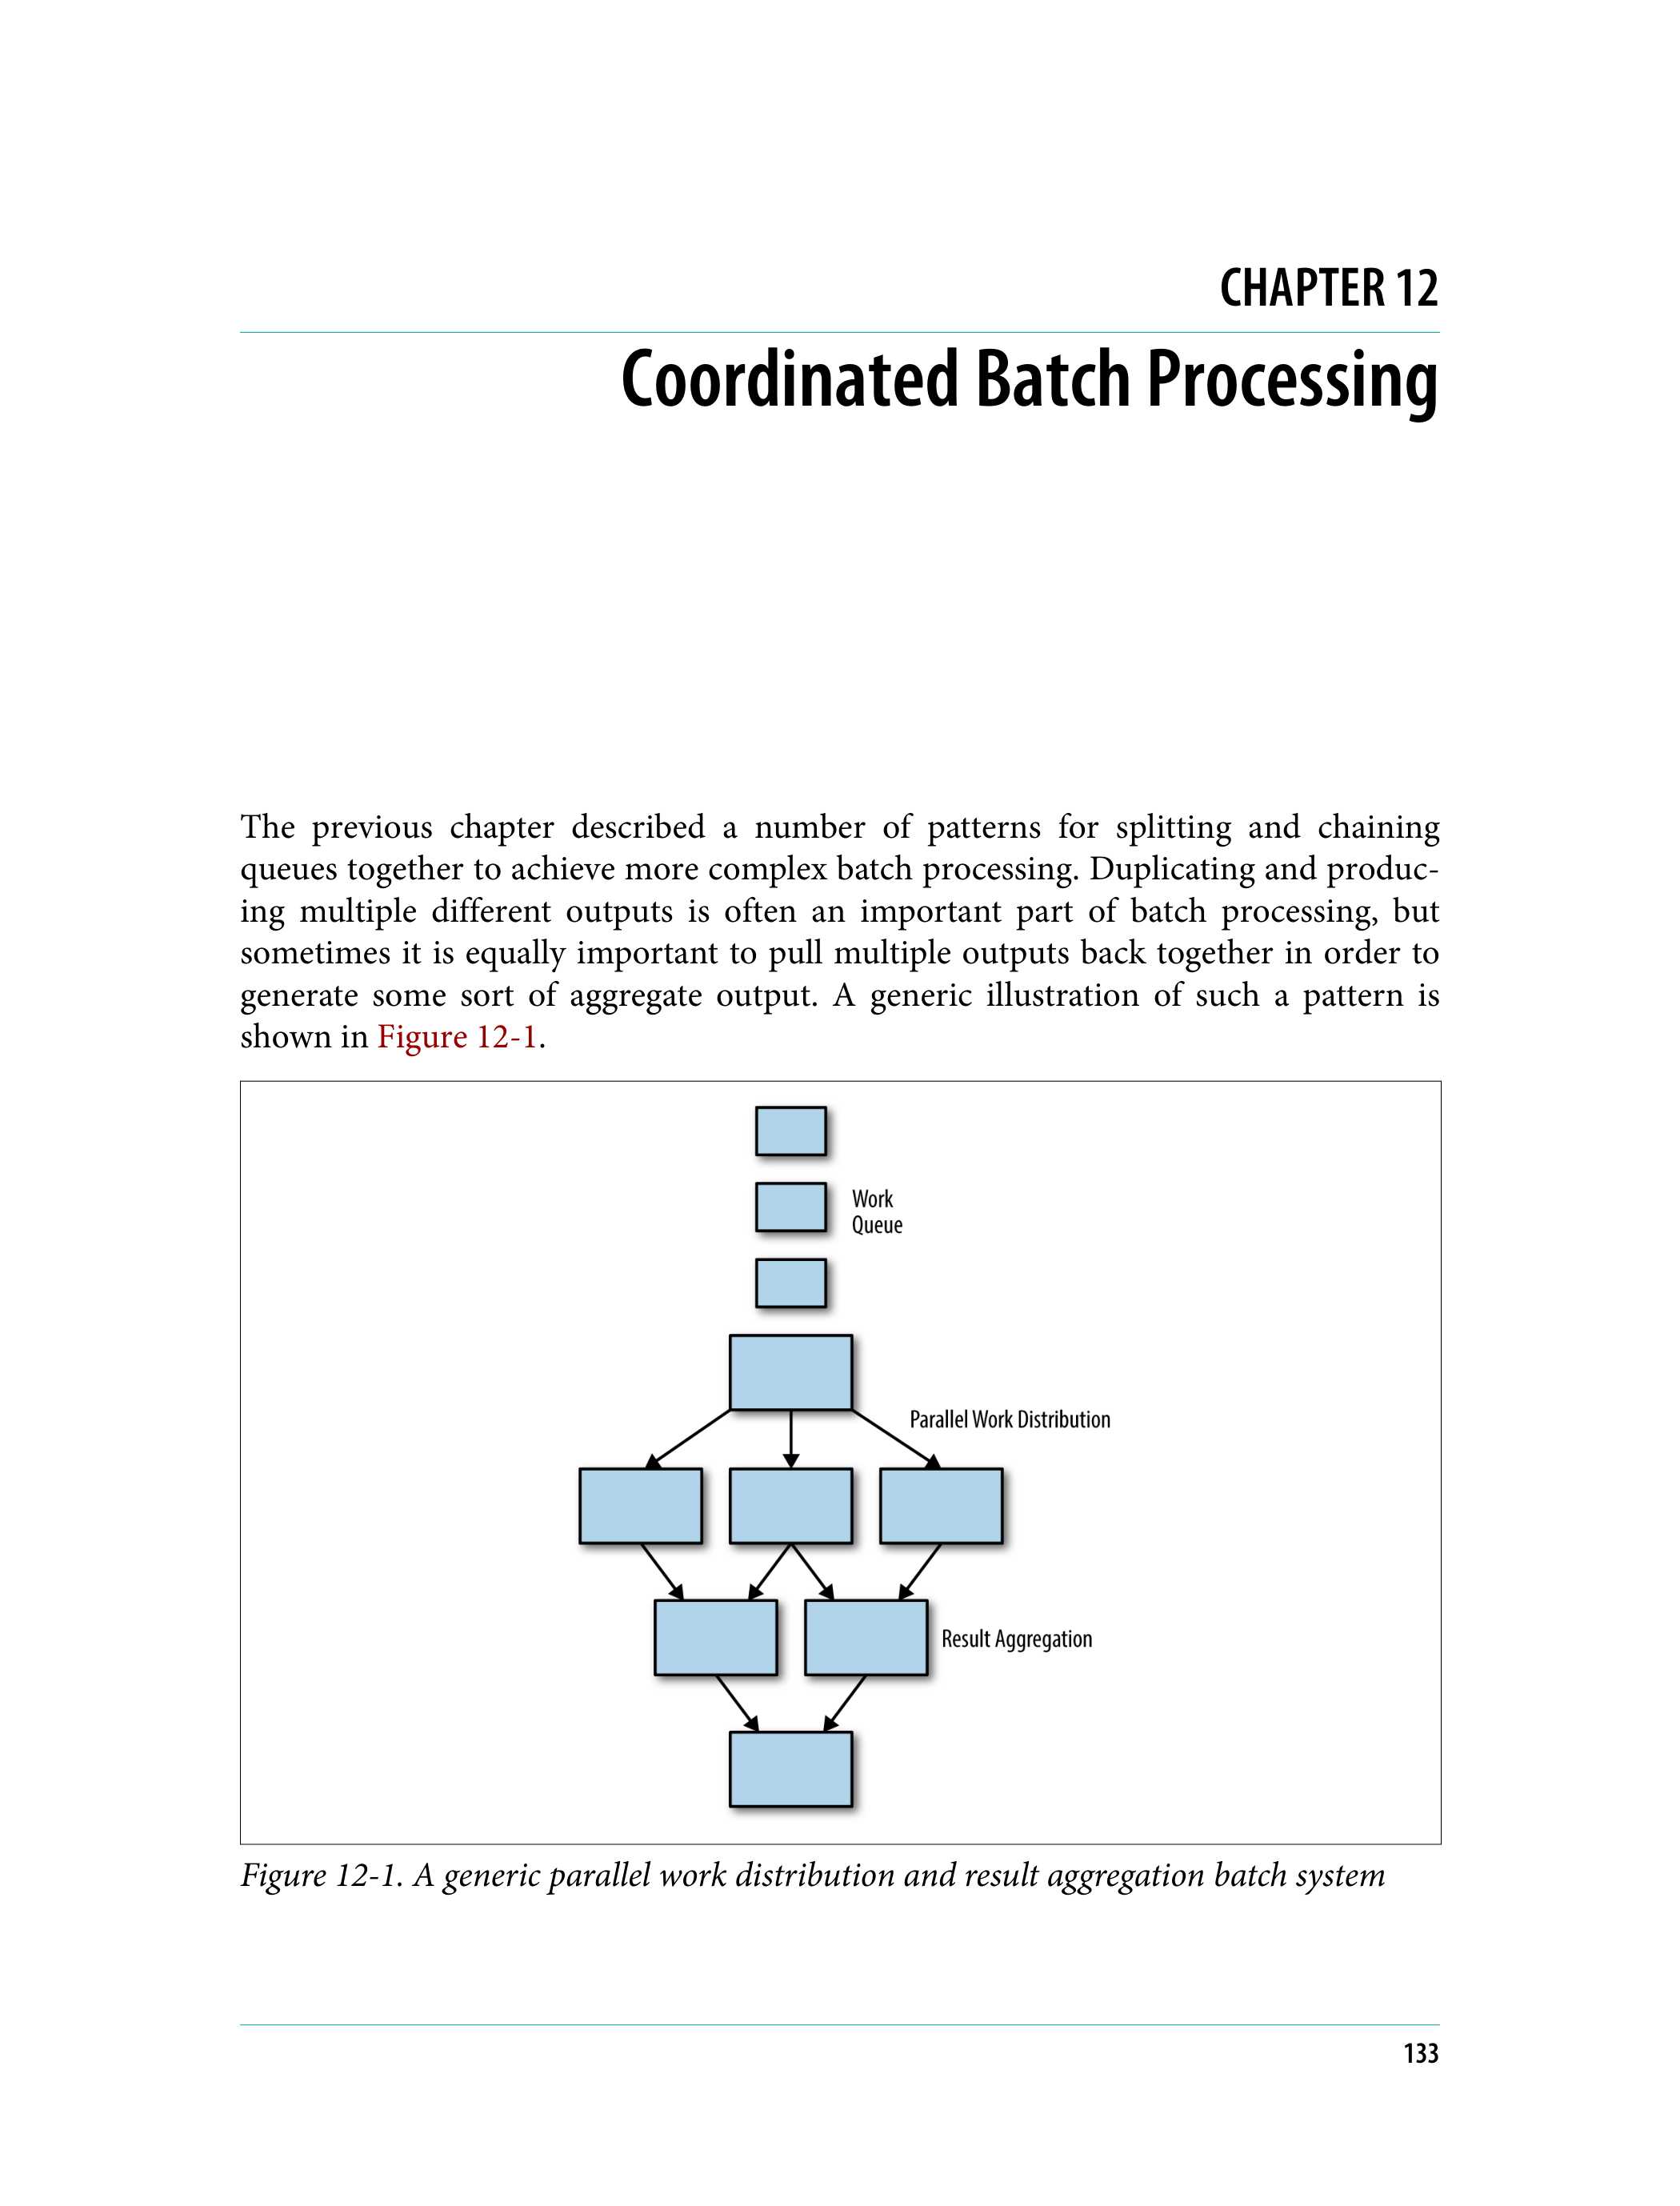 CHAPTER 12
Coordinated Batch Processing
The previous chapter described a number of patterns for splitting and chaining
queues together to achieve more complex batch processing. Duplicating and produc-
ing multiple different outputs is often an important part of batch processing, but
sometimes it is equally important to pull multiple outputs back together in order to
generate some sort of aggregate output. A generic illustration of such a pattern is
shown in Figure 12-1.
Work
Queue
Parallel Work Distribution
Result Aggregation
Figure 12-1. A generic parallel work distribution and result aggregation batch system
133